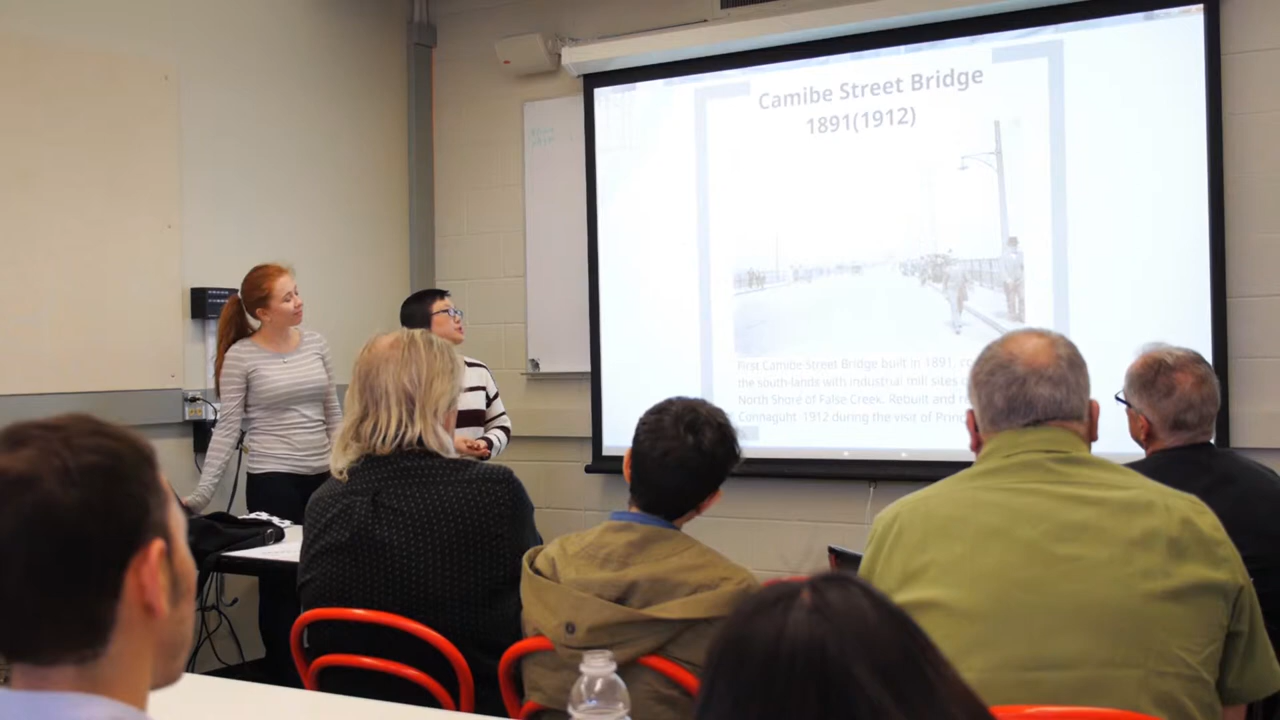 Camibe Street Bridge
1891(1912)
First Camibe Street Bridge built in 1891, co
the south-lands with industrial mill sites o
North Shore of False Creek. Rebuilt and r
Connaught 1912 during the visit of Princ